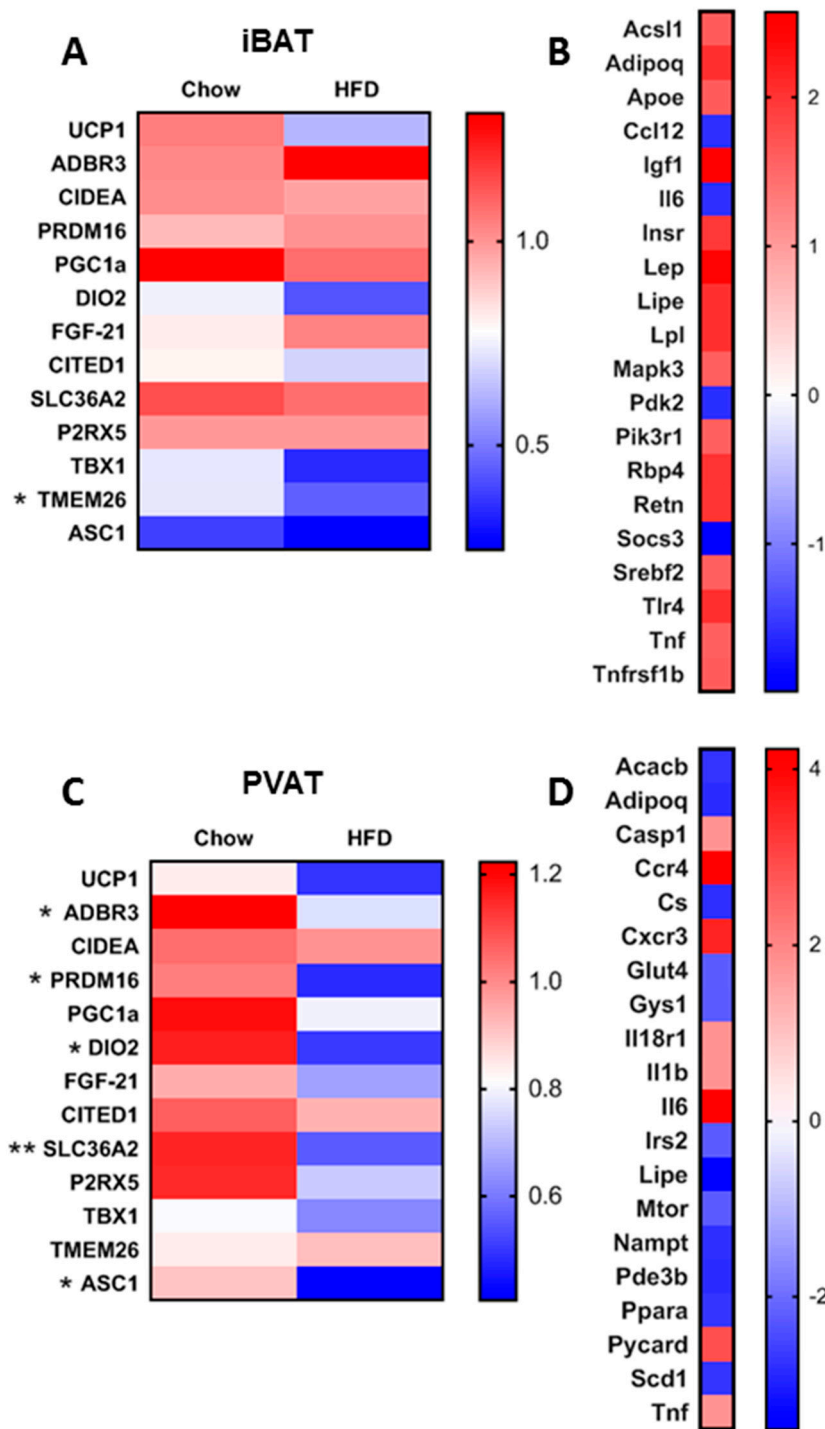 A
iBAT
Chow
HFD
UCP1
ADBR3
CIDEA
PRDM16
PGC1a
DIO2
FGF-21
CITED1
SLC36A2
P2RX5
TBX1
* TMEM26
ASC1
1.0
0.5
B
Acsl1
Adipoq
Apoe
Ccl12
Igf1
Il6
Insr
Lep
Lipe
Lpl
Mapk3
Pdk2
Pik3r1
Rbp4
Retn
Socs3
Srebf2
Tlr4
Tnf
Tnfrsf1b
2
1
0
-1
C
PVAT
Chow
HFD
UCP1
* ADBR3
CIDEA
* PRDM16
PGC1a
* DIO2
FGF-21
CITED1
** SLC36A2
P2RX5
TBX1
TMEM26
* ASC1
1.2
1.0
0.8
0.6
D
Acacb
Adipoq
Casp1
Ccr4
Cs
Cxcr3
Glut4
Gys1
Il18r1
Il1b
Il6
Irs2
Lipe
Mtor
Nampt
Pde3b
Ppara
Pycard
Scd1
Tnf
4
2
0
-2